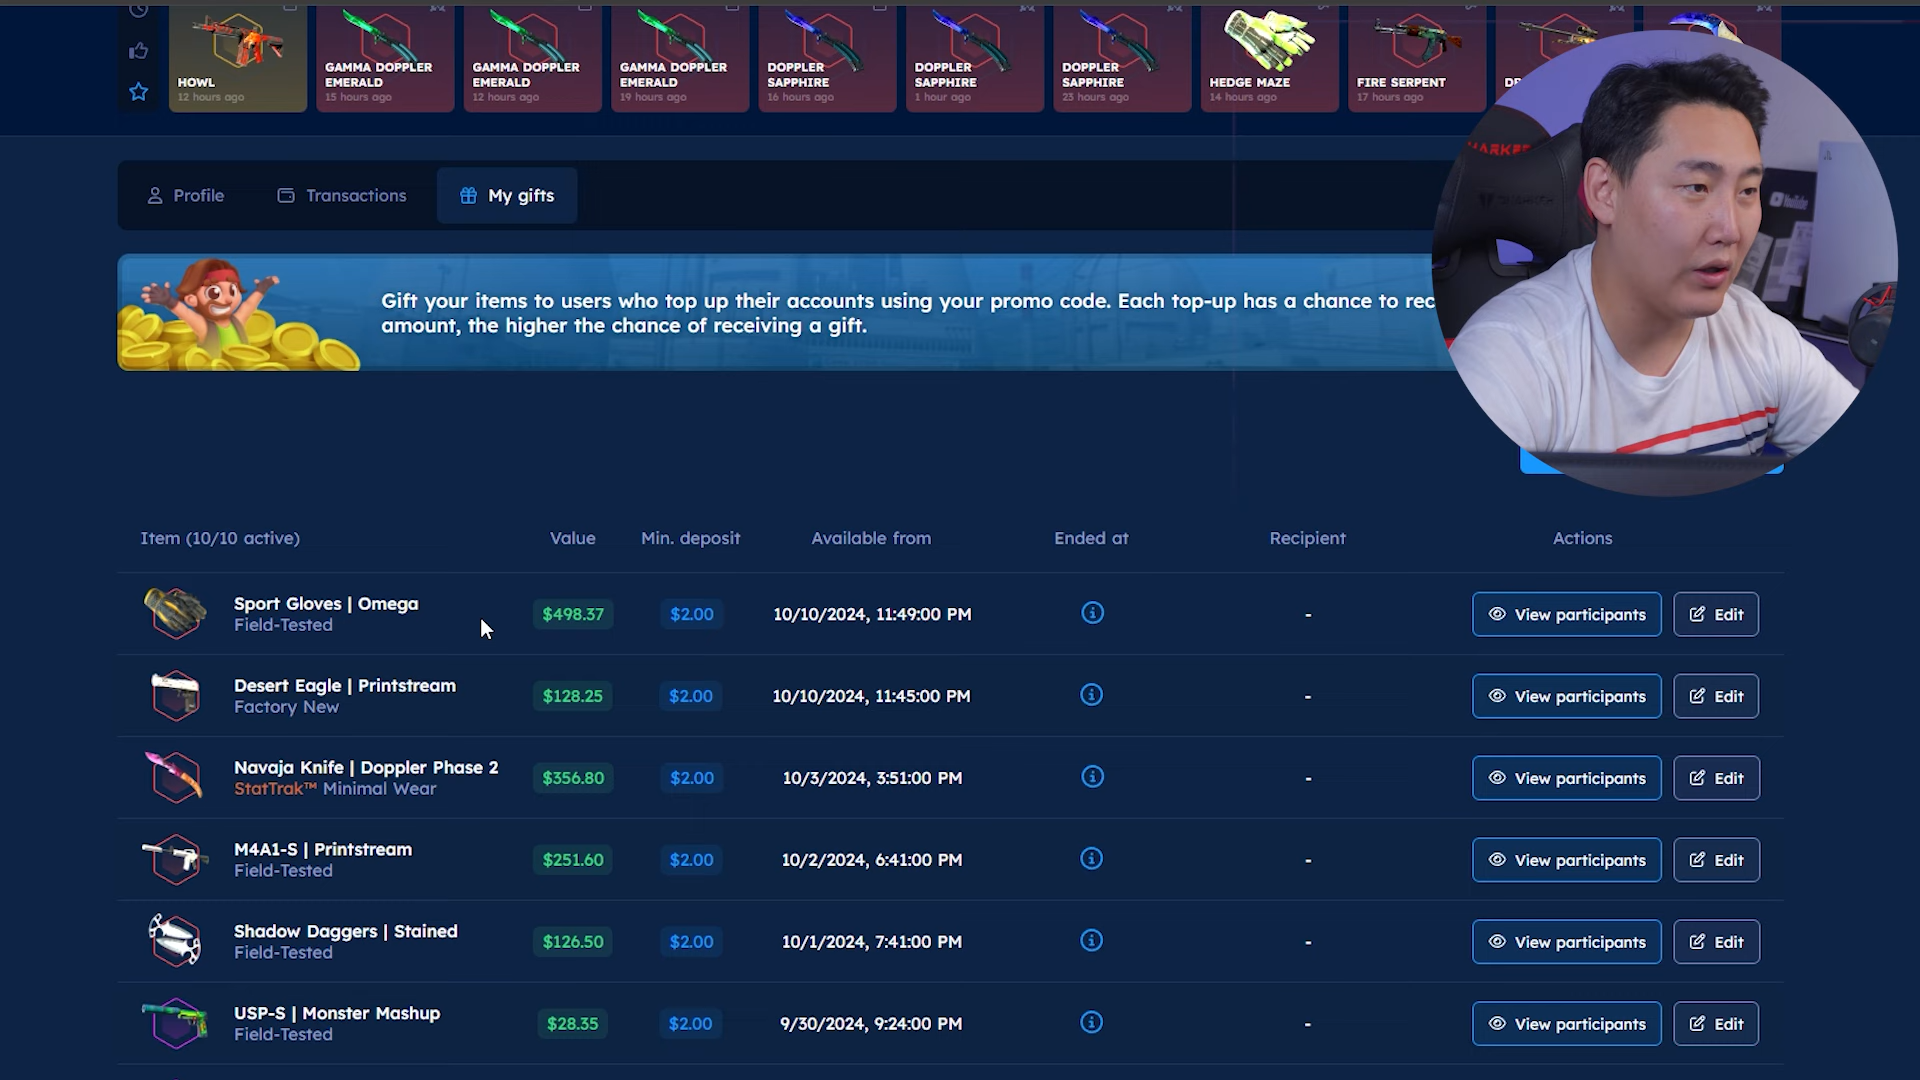 HOWL
12 hours ago
GAMMA DOPPLER
EMERALD
15 hours ago
GAMMA DOPPLER
EMERALD
12 hours ago
GAMMA DOPPLER
EMERALD
19 hours ago
DOPPLER
SAPPHIRE
16 hours ago
DOPPLER
SAPPHIRE
1 hour ago
DOPPLER
SAPPHIRE
23 hours ago
HEDGE MAZE
14 hours ago
FIRE SERPENT
17 hours ago
YouTube
Profile
Transactions
My gifts
Gift your items to users who top up their accounts using your promo code. Each top-up has a chance to rec
amount, the higher the chance of receiving a gift.
Item (10/10 active) Value Min. deposit Available from Ended at Recipient Actions
Sport Gloves | Omega
Field-Tested
$498.37 $2.00 10/10/2024, 11:49:00 PM - View participants Edit
Desert Eagle | Printstream
Factory New
$128.25 $2.00 10/10/2024, 11:45:00 PM - View participants Edit
Navaja Knife | Doppler Phase 2
StatTrak™ Minimal Wear
$356.80 $2.00 10/3/2024, 3:51:00 PM - View participants Edit
M4A1-S | Printstream
Field-Tested
$251.60 $2.00 10/2/2024, 6:41:00 PM - View participants Edit
Shadow Daggers | Stained
Field-Tested
$126.50 $2.00 10/1/2024, 7:41:00 PM - View participants Edit
USP-S | Monster Mashup
Field-Tested
$28.35 $2.00 9/30/2024, 9:24:00 PM - View participants Edit